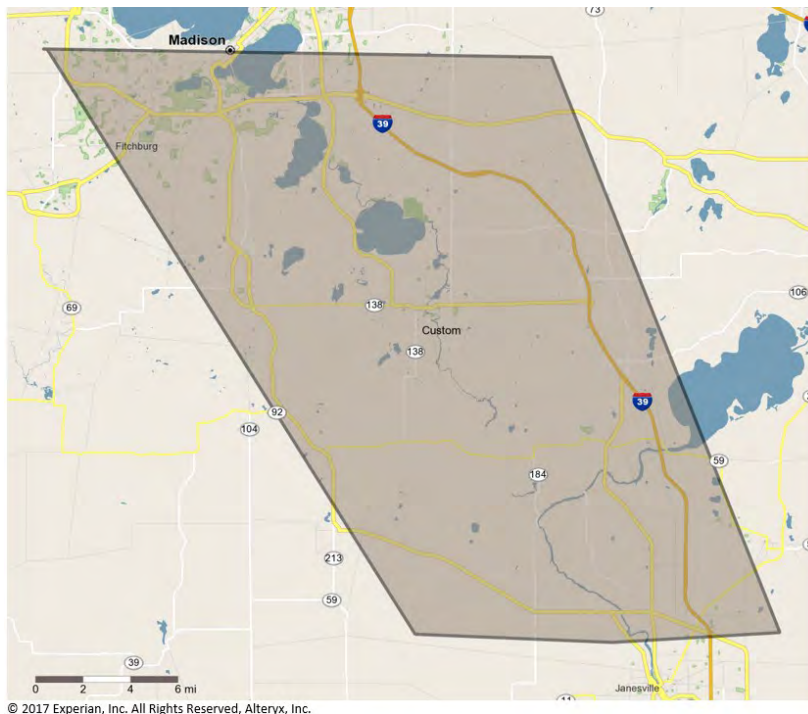 73
Madison
39
Fitchburg
106
69
138
Custom
138
39
92
104
59
184
213
59
39
0 2 4 6 mi
Janesville
11
© 2017 Experian, Inc. All Rights Reserved, Alteryx, Inc.